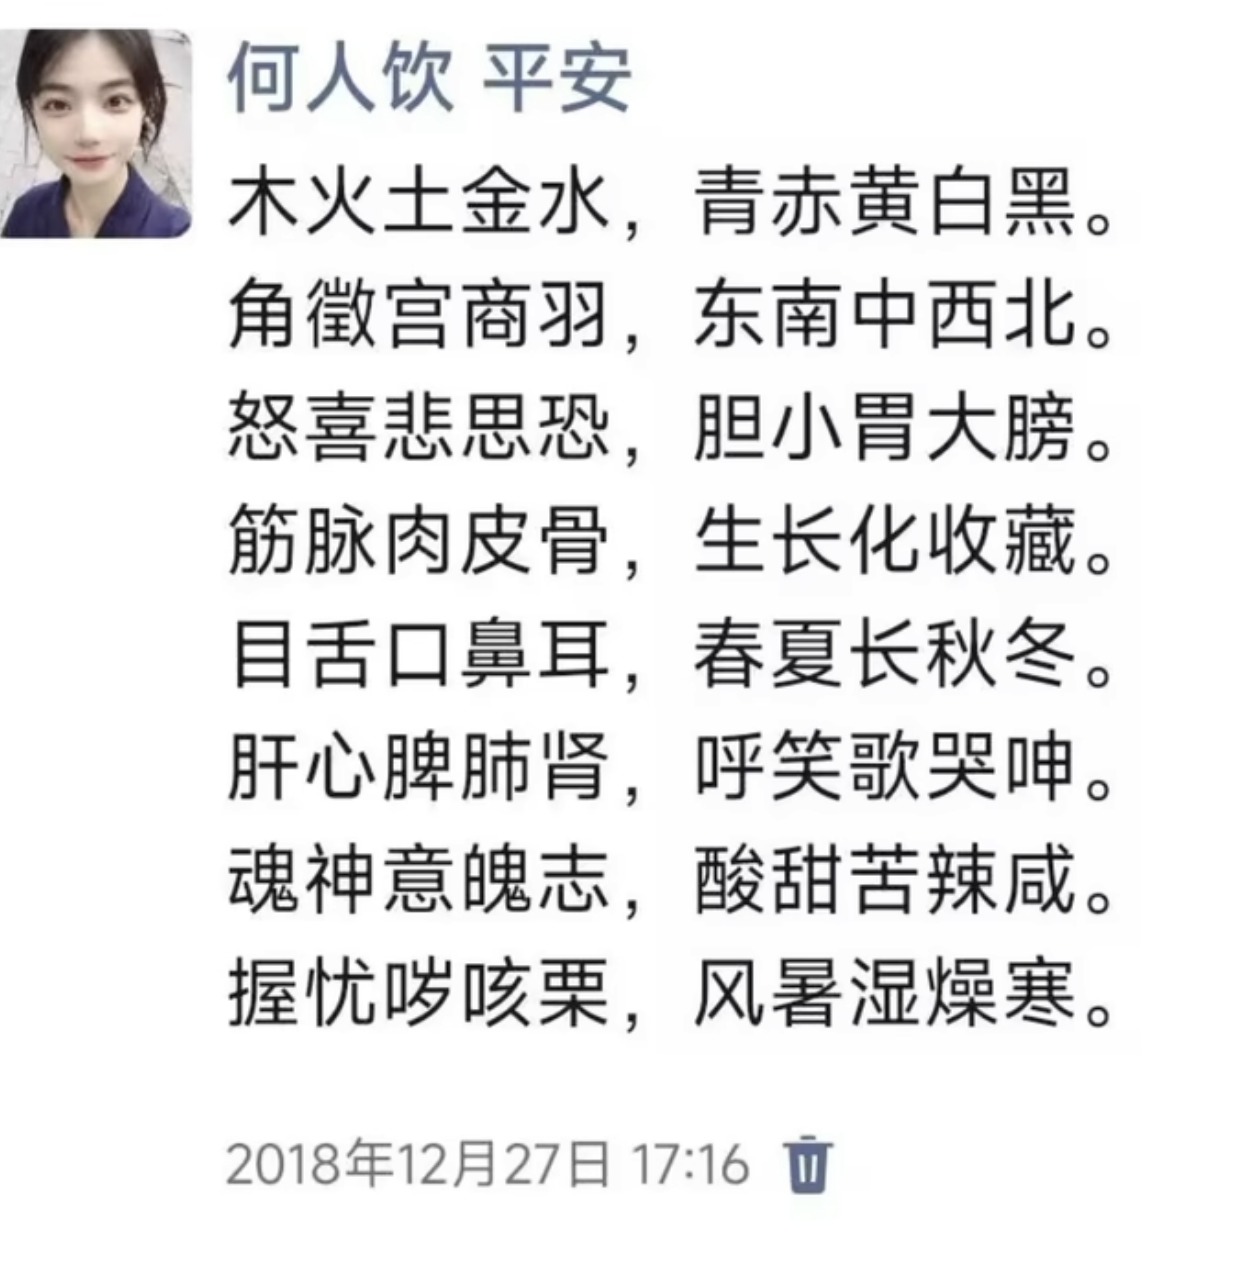 何人饮 平安
木火土金水，青赤黄白黑。
角徵宫商羽，东南中西北。
怒喜悲思恐，胆小胃大膀。
筋脉肉皮骨，生长化收藏。
目舌口鼻耳，春夏长秋冬。
肝心脾肺肾，呼笑歌哭呻。
魂神意魄志，酸甜苦辣咸。
握忧哕咳栗，风暑湿燥寒。
2018年12月27日 17:16